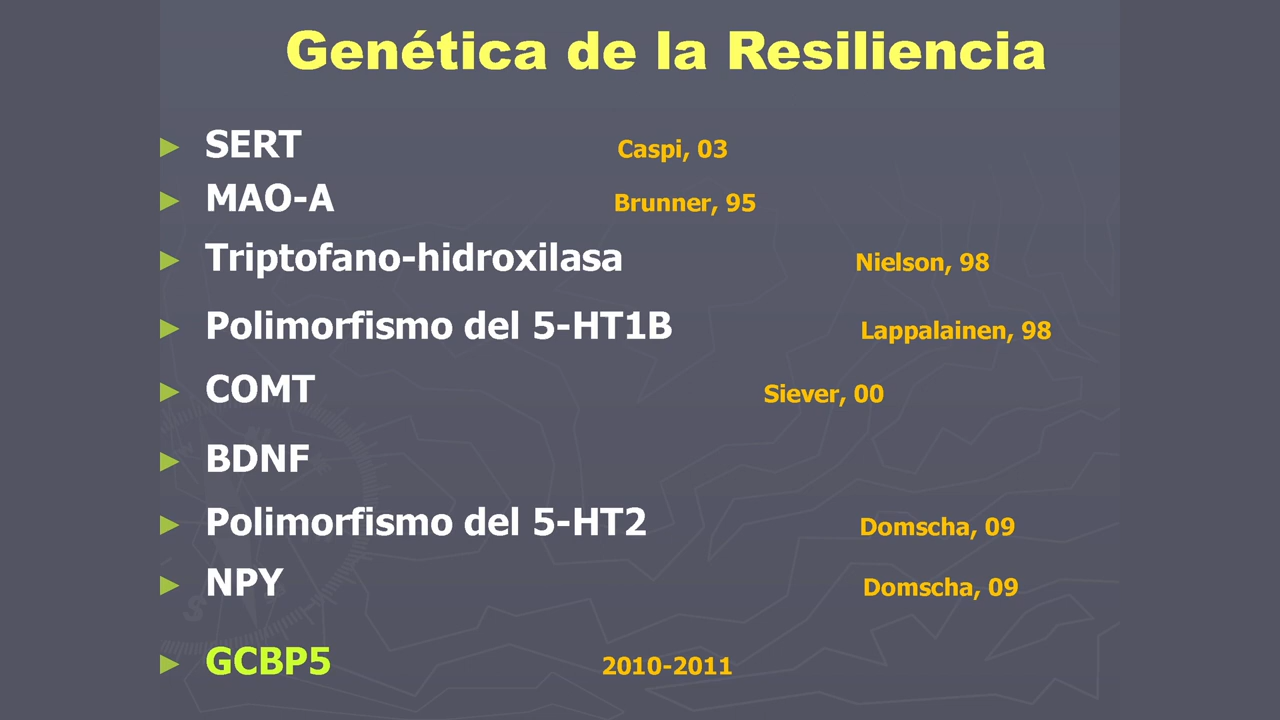 Genética de la Resiliencia
► SERT Caspi, 03
► MAO-A Brunner, 95
► Triptofano-hidroxilasa Nielson, 98
► Polimorfismo del 5-HT1B Lappalainen, 98
► COMT Siever, 00
► BDNF
► Polimorfismo del 5-HT2 Domscha, 09
► NPY Domscha, 09
► GCBP5 2010-2011